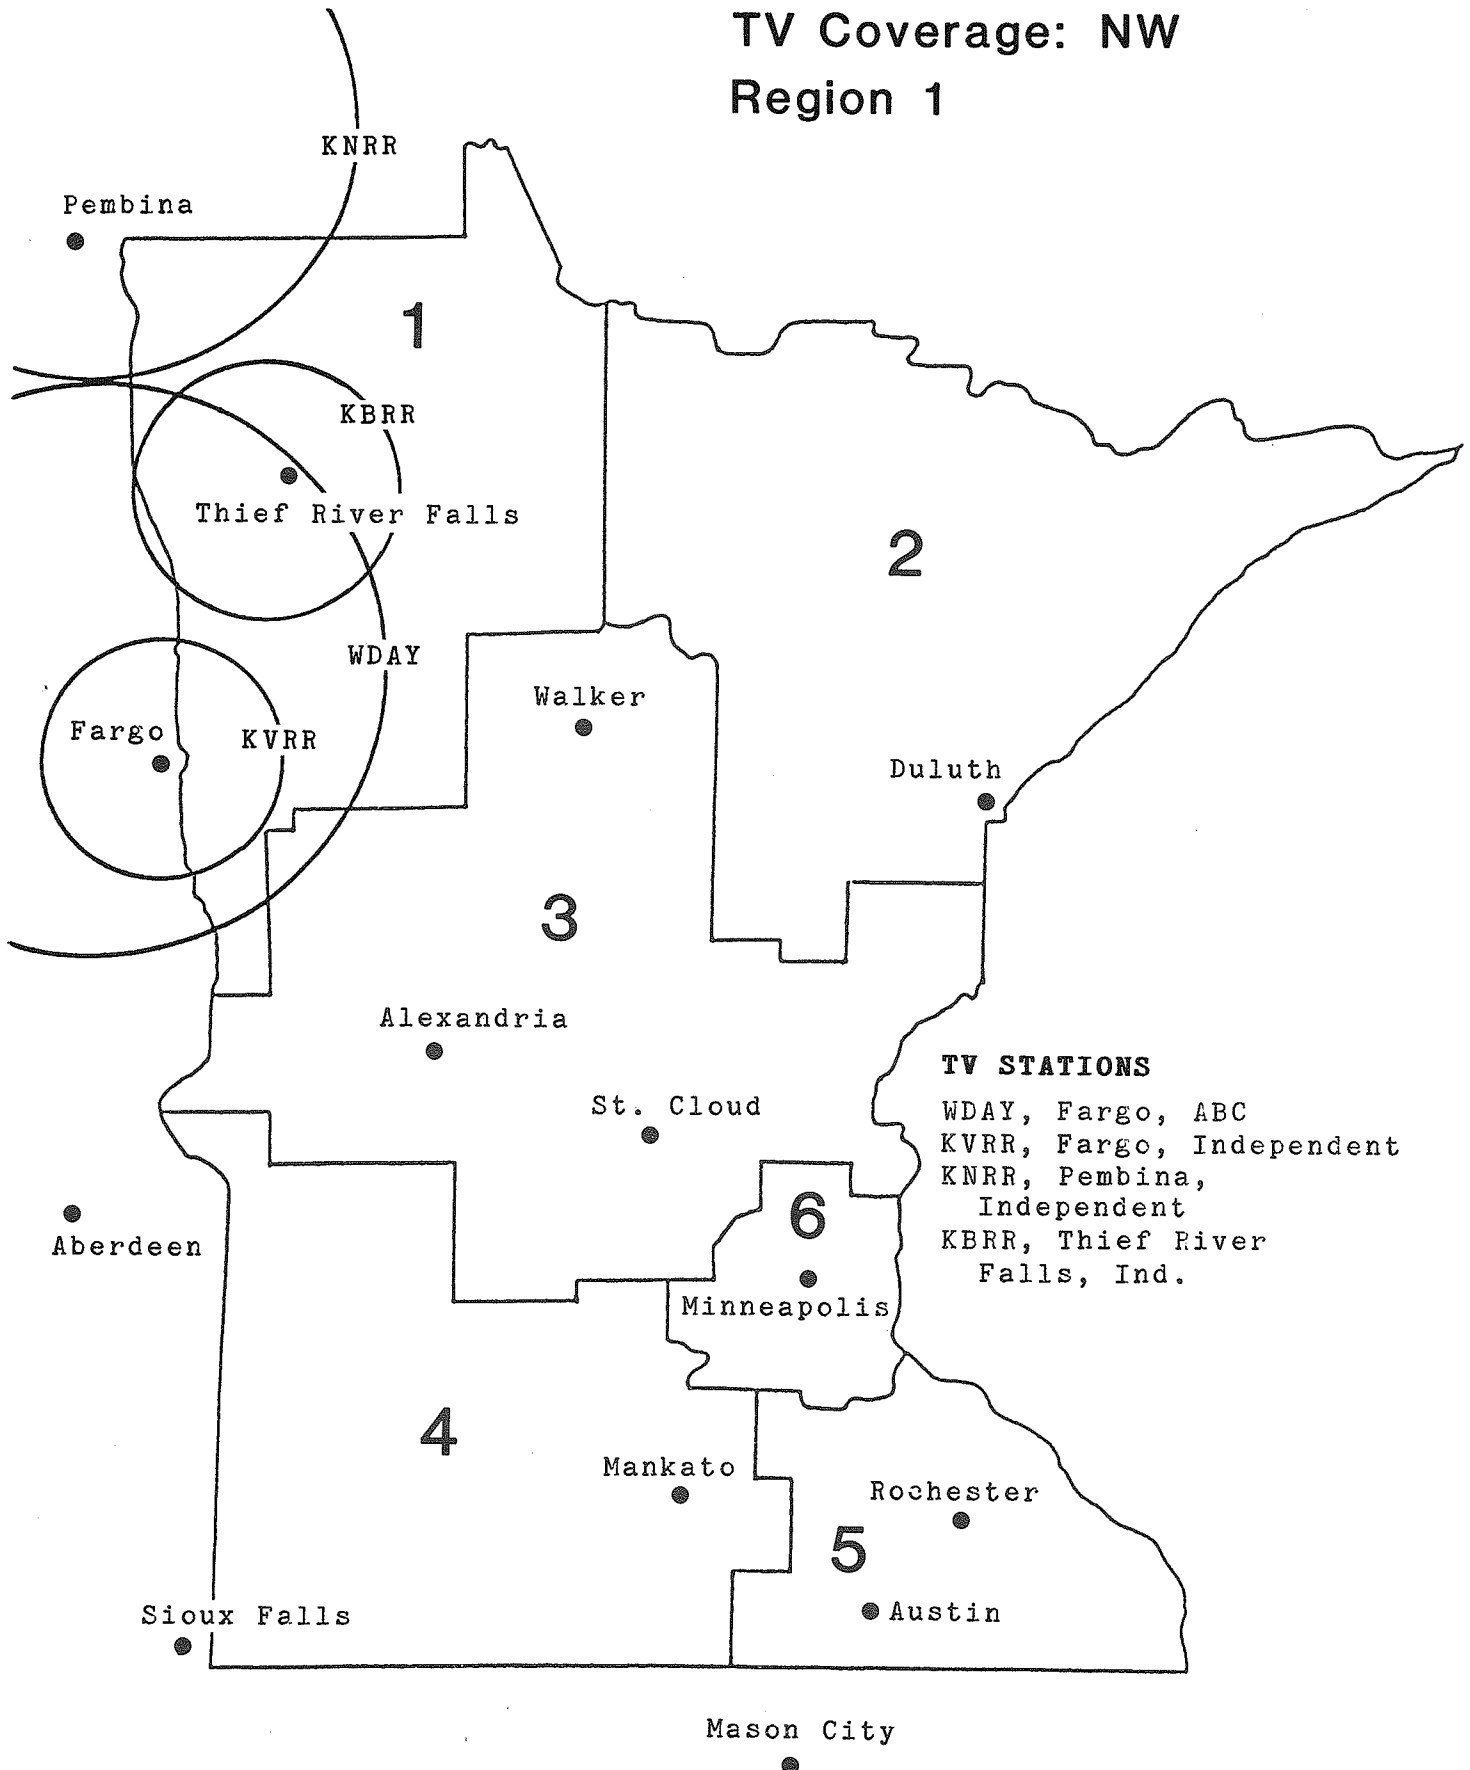 TV Coverage: NW
Region 1
KNRR
Pembina
1
KBRR
Thief River Falls
2
WDAY
Walker
Fargo
KVRR
Duluth
3
Alexandria
TV STATIONS
St. Cloud
WDAY, Fargo, ABC
KVRR, Fargo, Independent
KNRR, Pembina,
Independent
KBRR, Thief River
Falls, Ind.
6
Aberdeen
Minneapolis
4
Mankato
Rochester
5
Sioux Falls
Austin
Mason City